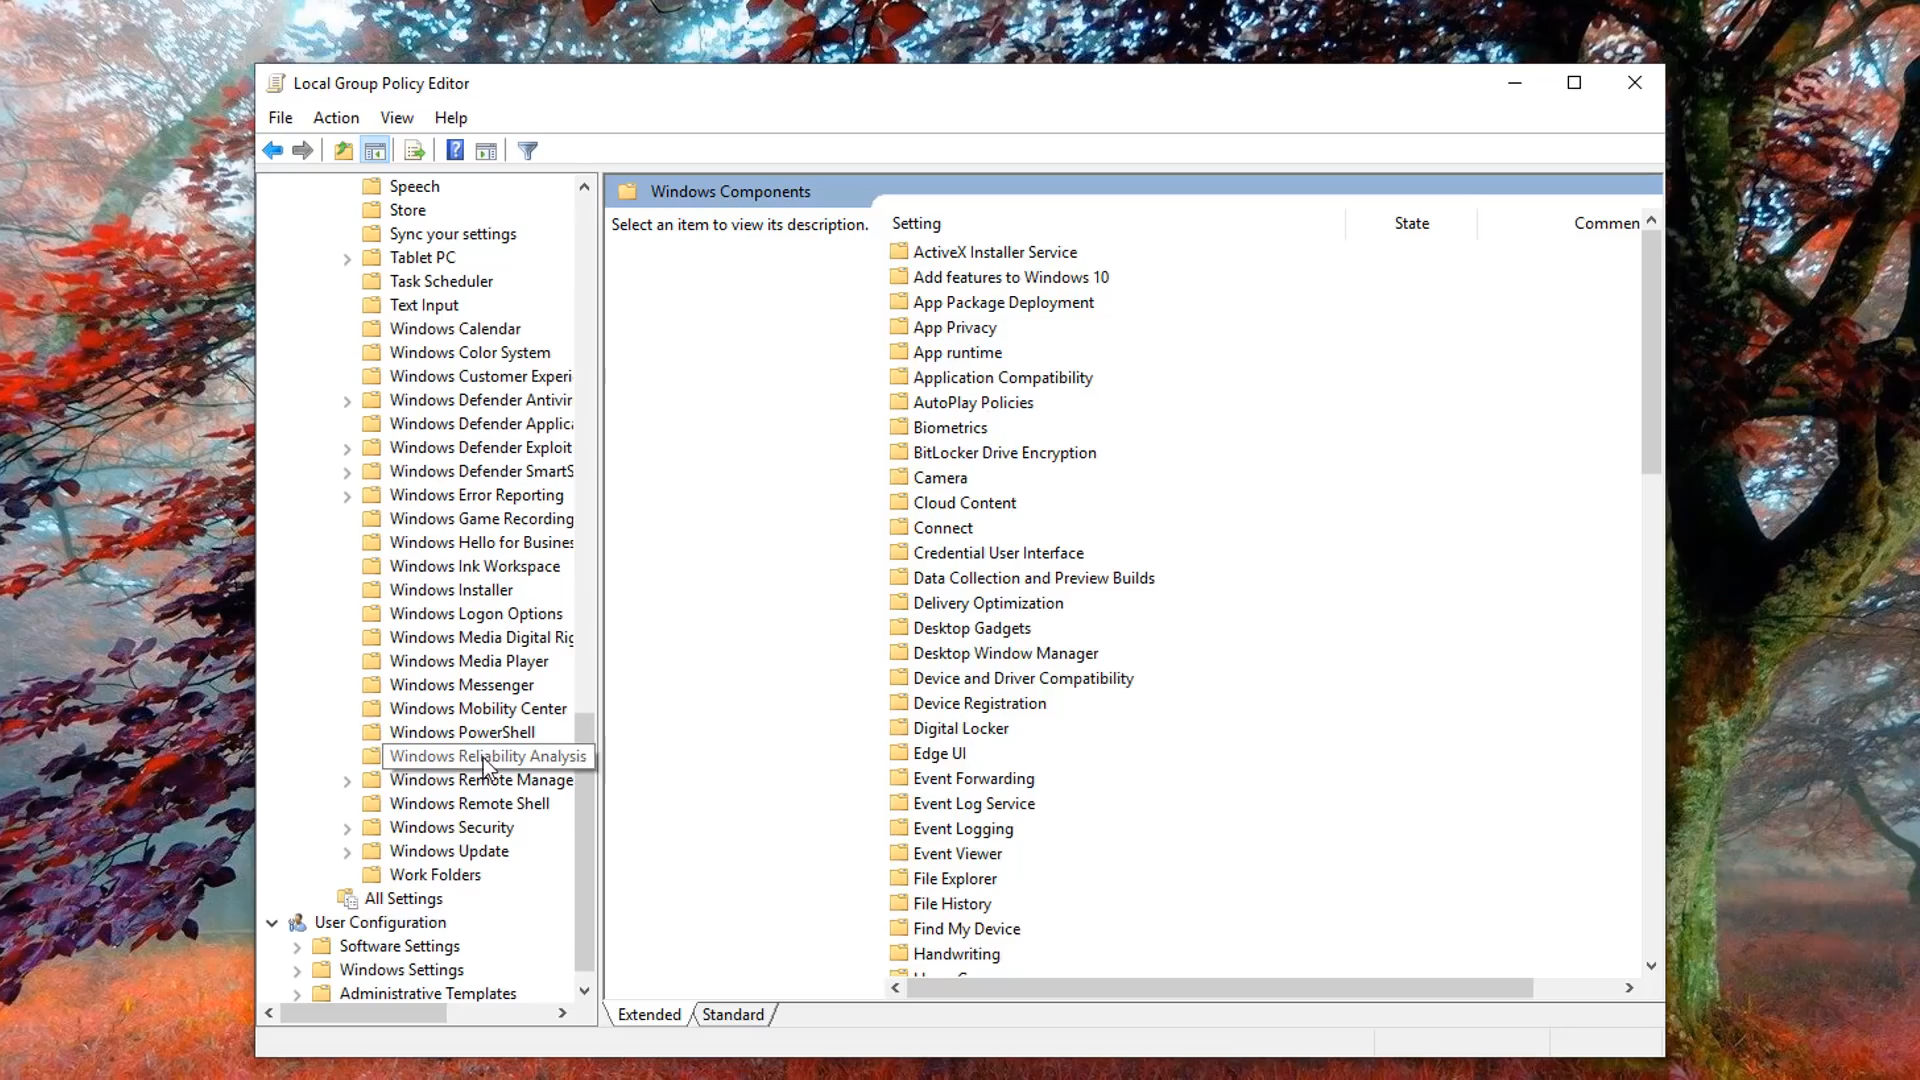 Local Group Policy Editor
File Action View Help
Speech
Store
Sync your settings
Tablet PC
Task Scheduler
Text Input
Windows Calendar
Windows Color System
Windows Customer Experi
Windows Defender Antivir
Windows Defender Applica
Windows Defender Exploit
Windows Defender SmartS
Windows Error Reporting
Windows Game Recording
Windows Hello for Busines
Windows Ink Workspace
Windows Installer
Windows Logon Options
Windows Media Digital Rig
Windows Media Player
Windows Messenger
Windows Mobility Center
Windows PowerShell
Windows Reliability Analysis
Windows Remote Manage
Windows Remote Shell
Windows Security
Windows Update
Work Folders
All Settings
User Configuration
Software Settings
Windows Settings
Administrative Templates
Windows Components
Select an item to view its description.
Setting State Commen
ActiveX Installer Service
Add features to Windows 10
App Package Deployment
App Privacy
App runtime
Application Compatibility
AutoPlay Policies
Biometrics
BitLocker Drive Encryption
Camera
Cloud Content
Connect
Credential User Interface
Data Collection and Preview Builds
Delivery Optimization
Desktop Gadgets
Desktop Window Manager
Device and Driver Compatibility
Device Registration
Digital Locker
Edge UI
Event Forwarding
Event Log Service
Event Logging
Event Viewer
File Explorer
File History
Find My Device
Handwriting
Extended Standard